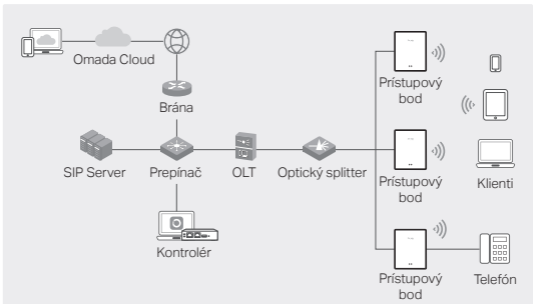 Omada Cloud
Brána
SIP Server
Prepínač
OLT
Optický splitter
Kontrolér
Prístupový
bod
Prístupový
bod
Prístupový
bod
Klienti
Telefón